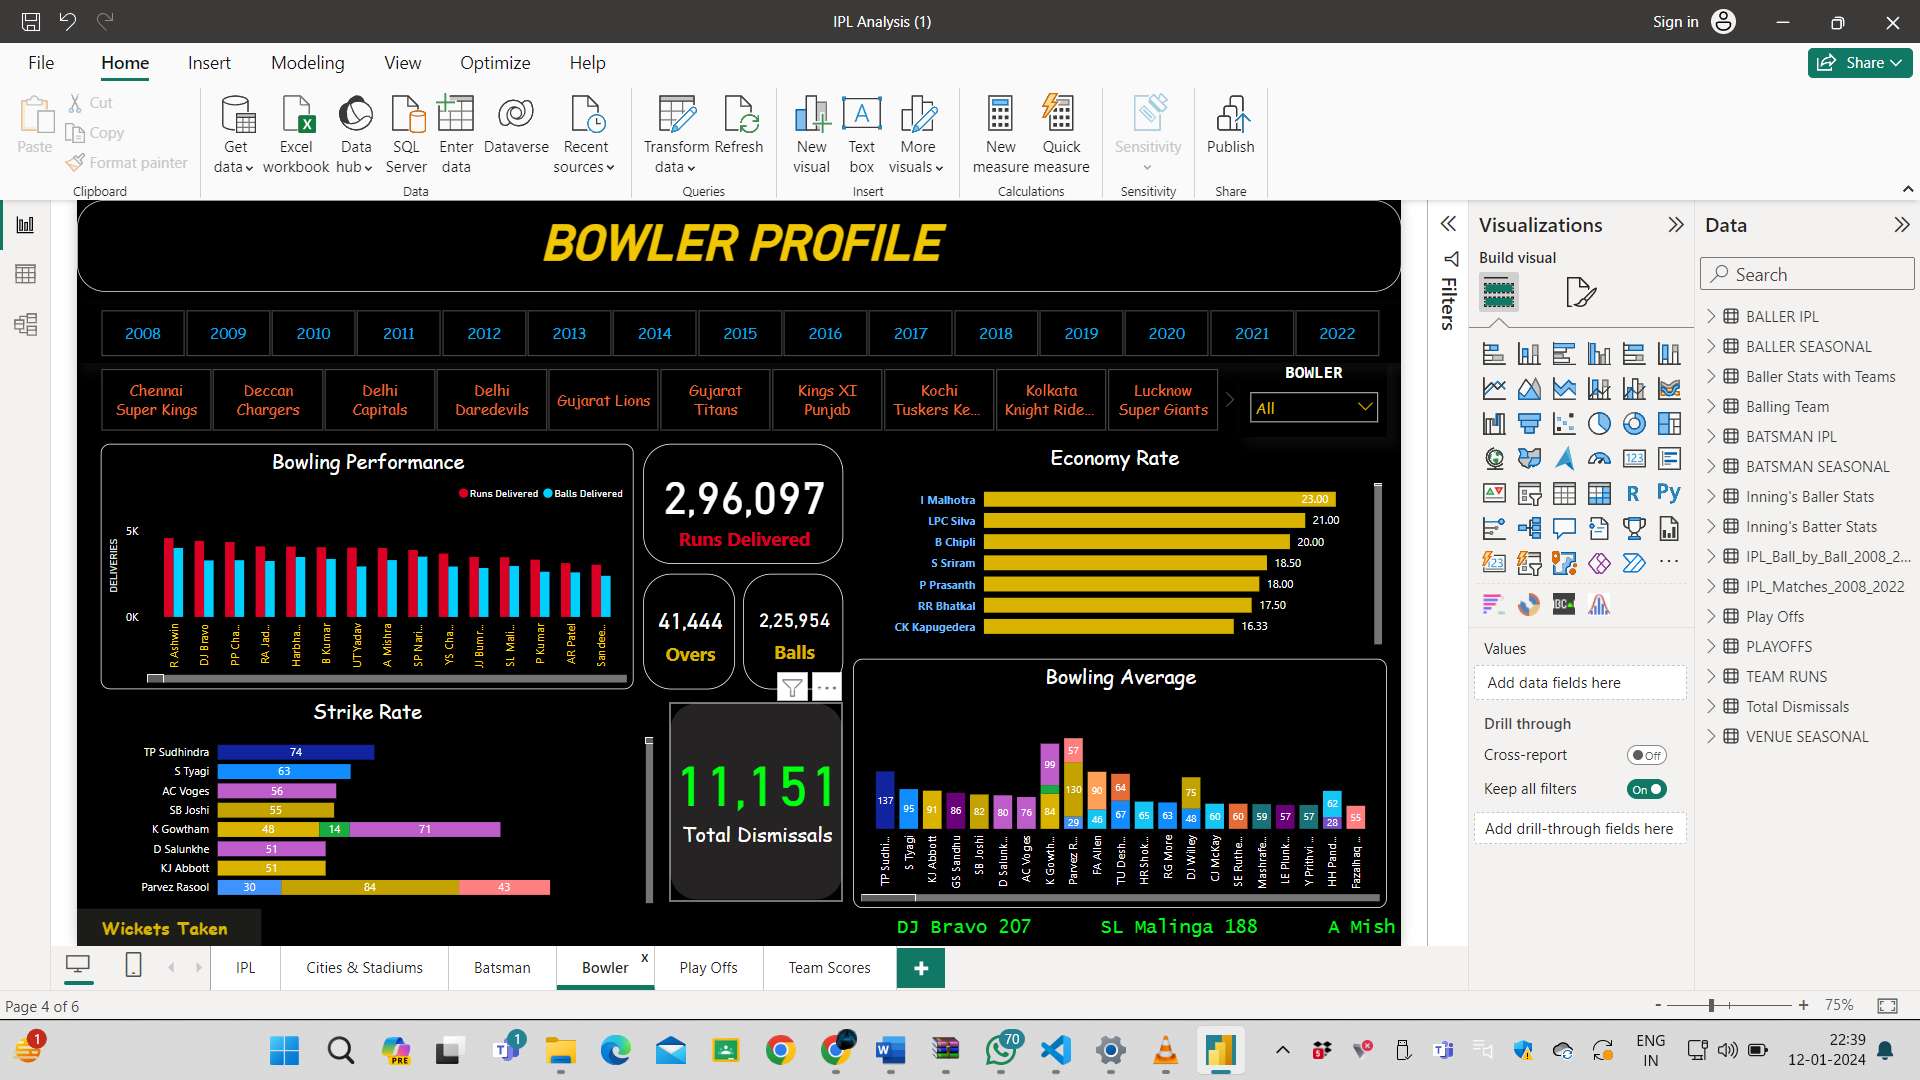 IPL Analysis (1)
Sign in
File Home Insert Modeling View Optimize Help
Share
Paste
Cut
Copy
Format painter
Clipboard
Get data
Excel workbook
Data hub
SQL Server
Enter data
Dataverse
Recent sources
Data
Transform data
Refresh
Queries
New visual
Text box
More visuals
Insert
New measure
Quick measure
Calculations
Sensitivity
Sensitivity
Publish
Share
BOWLER PROFILE
2008 2009 2010 2011 2012 2013 2014 2015 2016 2017 2018 2019 2020 2021 2022
Chennai Super Kings
Deccan Chargers
Delhi Capitals
Delhi Daredevils
Gujarat Lions
Gujarat Titans
Kings XI Punjab
Kochi Tuskers Ke...
Kolkata Knight Ride...
Lucknow Super Giants
BOWLER
All
Bowling Performance
Runs Delivered Balls Delivered
DELIVERIES
5K
0K
R Ashwin
DJ Bravo
PP Cha...
RA Jad...
Harbha...
B Kumar
UT Yadav
A Mishra
SP Nari...
YS Cha...
JJ Bumr...
SL Mali...
P Kumar
AR Patel
Sandee...
2,96,097
Runs Delivered
41,444
Overs
2,25,954
Balls
Economy Rate
I Malhotra 23.00
LPC Silva 21.00
B Chipli 20.00
S Sriram 18.50
P Prasanth 18.00
RR Bhatkal 17.50
CK Kapugedera 16.33
Strike Rate
TP Sudhindra 74
S Tyagi 63
AC Voges 56
SB Joshi 55
K Gowtham 48 14 71
D Salunkhe 51
KJ Abbott 51
Parvez Rasool 30 84 43
11,151
Total Dismissals
Bowling Average
137 95 91 86 82 80 76 99 84 57 130 29 90 46 64 67 65 63 75 48 60 60 59 57 57 62 28 55
TP Sudhi...
S Tyagi
KJ Abbott
GS Sandhu
SB Joshi
D Salunk...
AC Voges
K Gowth...
Parvez R...
FA Allen
TU Desh...
HR Shok...
RG More
DJ Willey
CJ McKay
SE Ruthe...
Mashrafe...
LE Plunk...
Y Prithvi...
HH Pand...
Fazalhaq ...
Wickets Taken
DJ Bravo 207 SL Malinga 188 A Mish
IPL Cities & Stadiums Batsman Bowler x Play Offs Team Scores +
Page 4 of 6
- + 75%
Filters
Visualizations
Build visual
Values
Add data fields here
Drill through
Cross-report Off
Keep all filters On
Add drill-through fields here
Data
Search
BALLER IPL
BALLER SEASONAL
Baller Stats with Teams
Balling Team
BATSMAN IPL
BATSMAN SEASONAL
Inning's Baller Stats
Inning's Batter Stats
IPL_Ball_by_Ball_2008_2...
IPL_Matches_2008_2022
Play Offs
PLAYOFFS
TEAM RUNS
Total Dismissals
VENUE SEASONAL
1
PRE
1
70
ENG
IN
22:39
12-01-2024